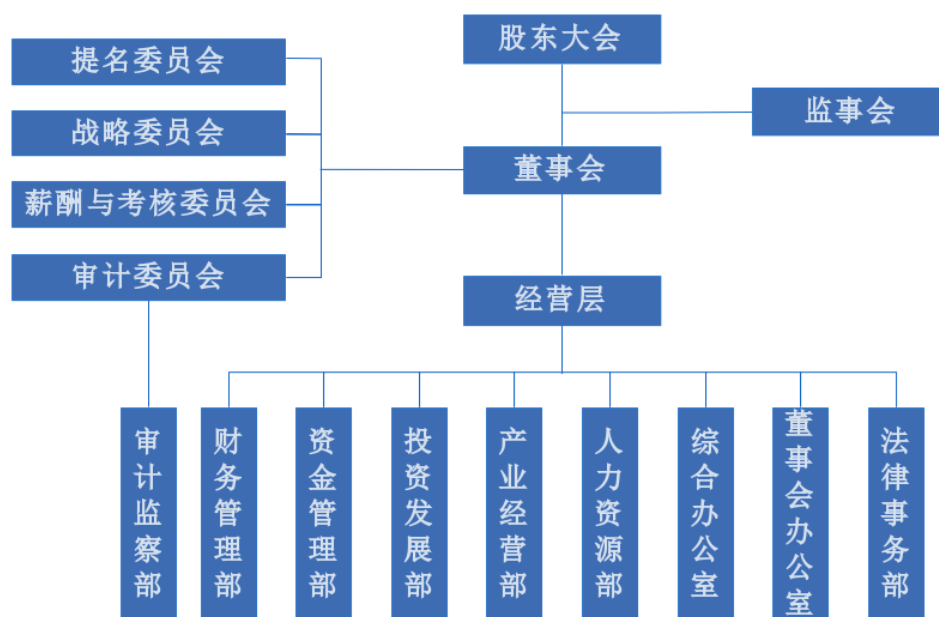 股东大会
提名委员会
监事会
战略委员会
董事会
薪酬与考核委员会
审计委员会
经营层
审计监察部
财务管理部
资金管理部
投资发展部
产业经营部
人力资源部
综合办公室
董事会办公室
法律事务部